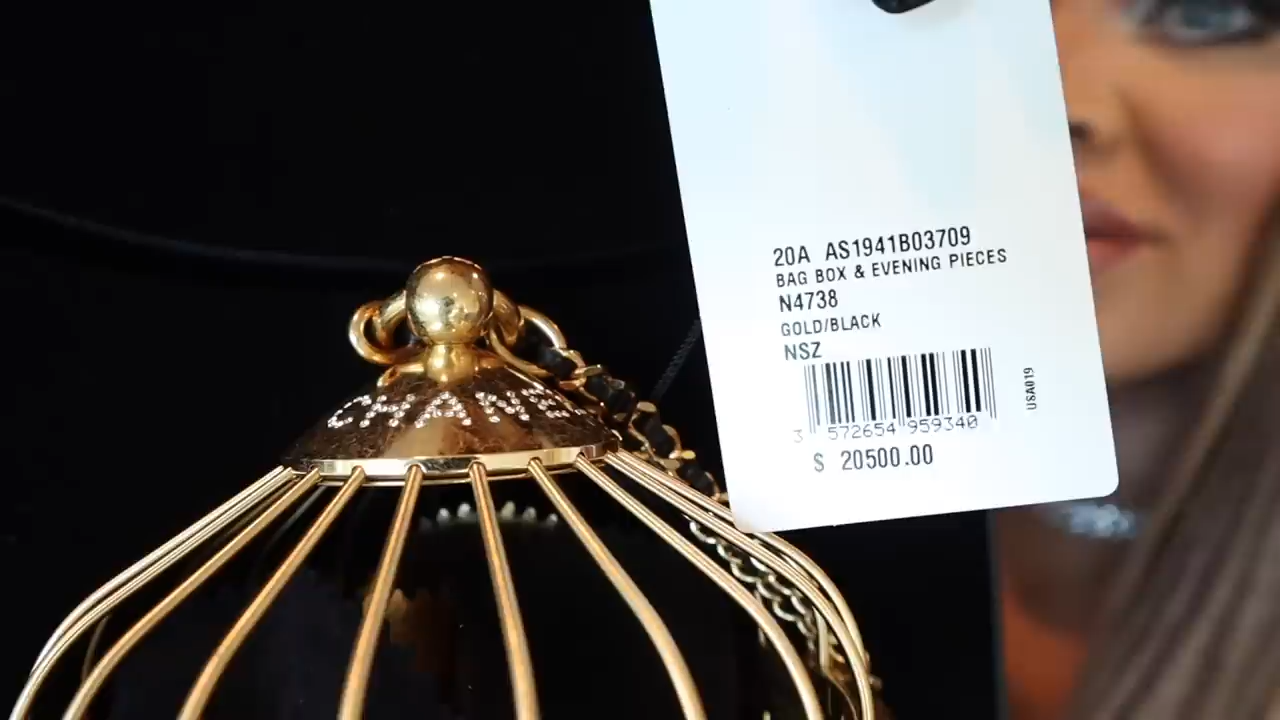 CHANEL
20A AS1941B03709
BAG BOX & EVENING PIECES
N4738
GOLD/BLACK
NSZ
USA019
3 572654 959340
$ 20500.00